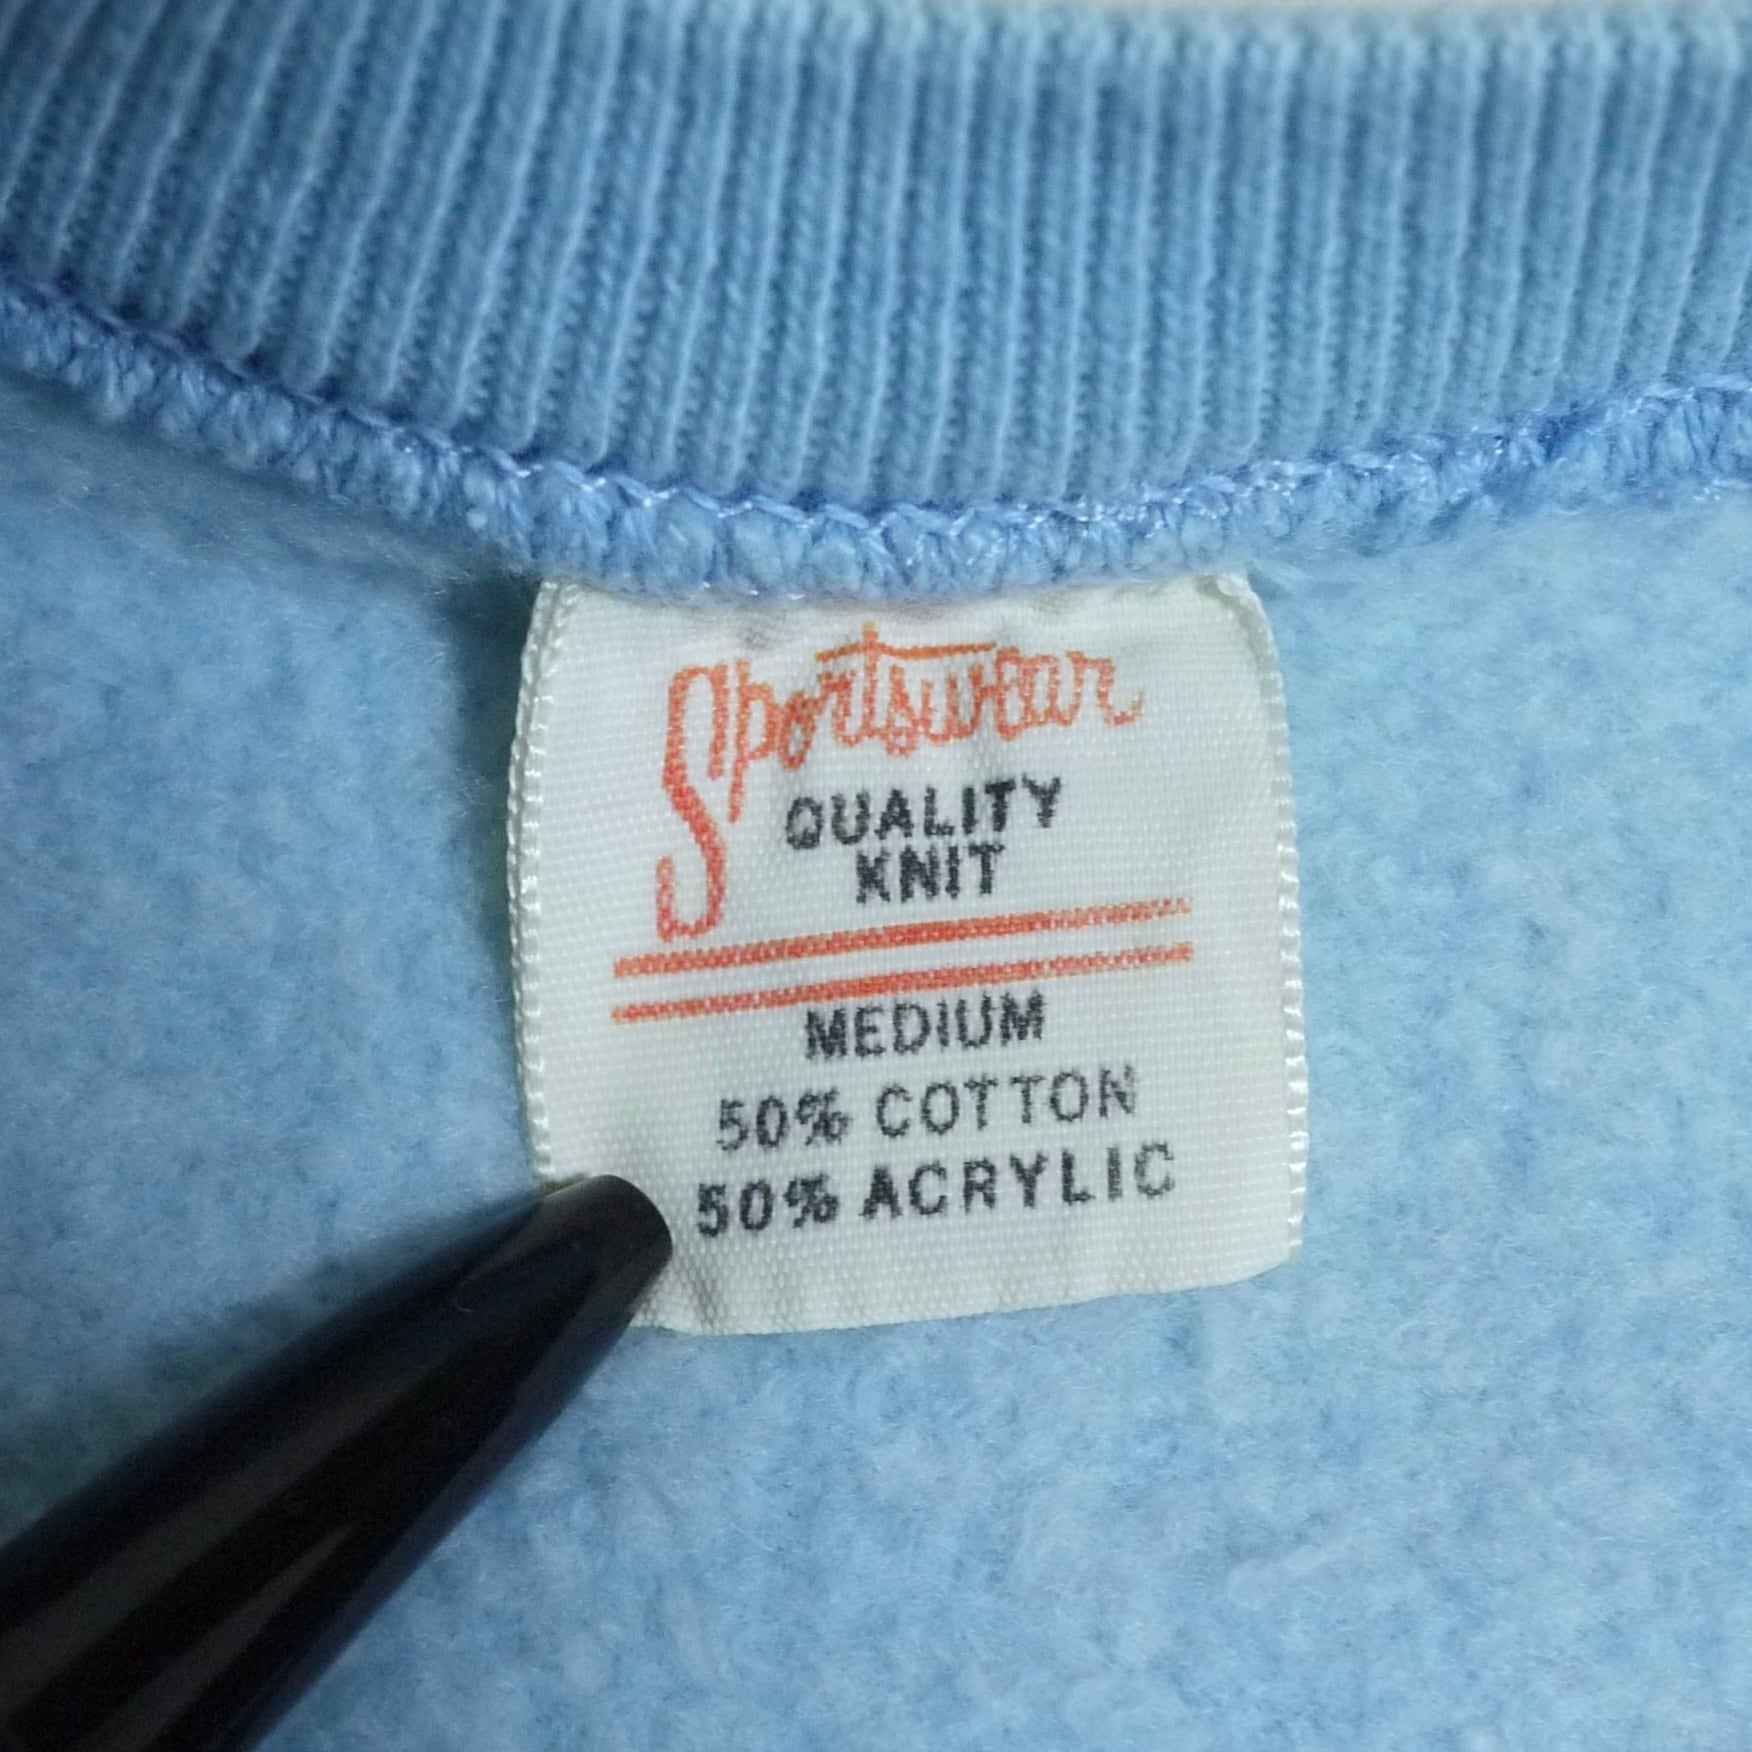 Sportswear
QUALITY
KNIT
MEDIUM
50% COTTON
50% ACRYLIC